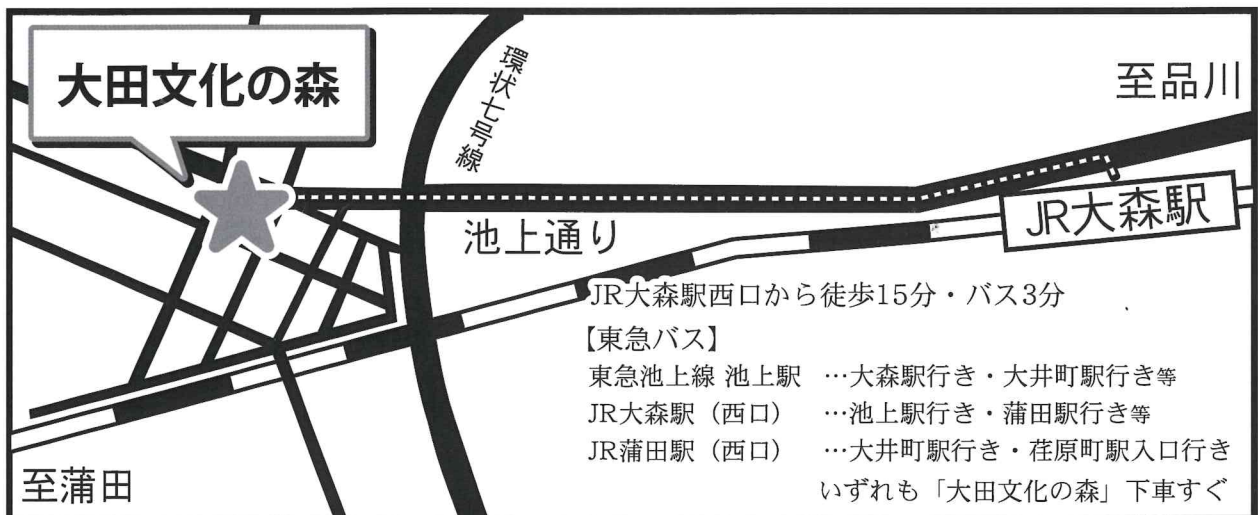 大田文化の森
環状七号線
至品川
池上通り
JR大森駅
JR大森駅西口から徒歩15分・バス3分
【東急バス】
東急池上線 池上駅 …大森駅行き・大井町駅行き等
JR大森駅（西口） …池上駅行き・蒲田駅行き等
JR蒲田駅（西口） …大井町駅行き・荏原町駅入口行き
いずれも「大田文化の森」下車すぐ
至蒲田